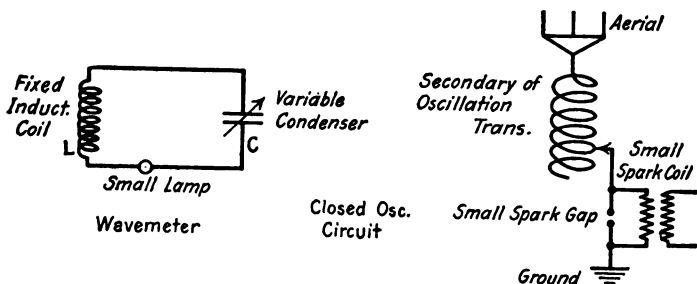 Fixed
Induct.
Coil
L
Variable
Condenser
C
Small Lamp
Wavemeter
Closed Osc.
Circuit
Aerial
Secondary of
Oscillation
Trans.
Small
Spark Coil
Small Spark Gap
Ground